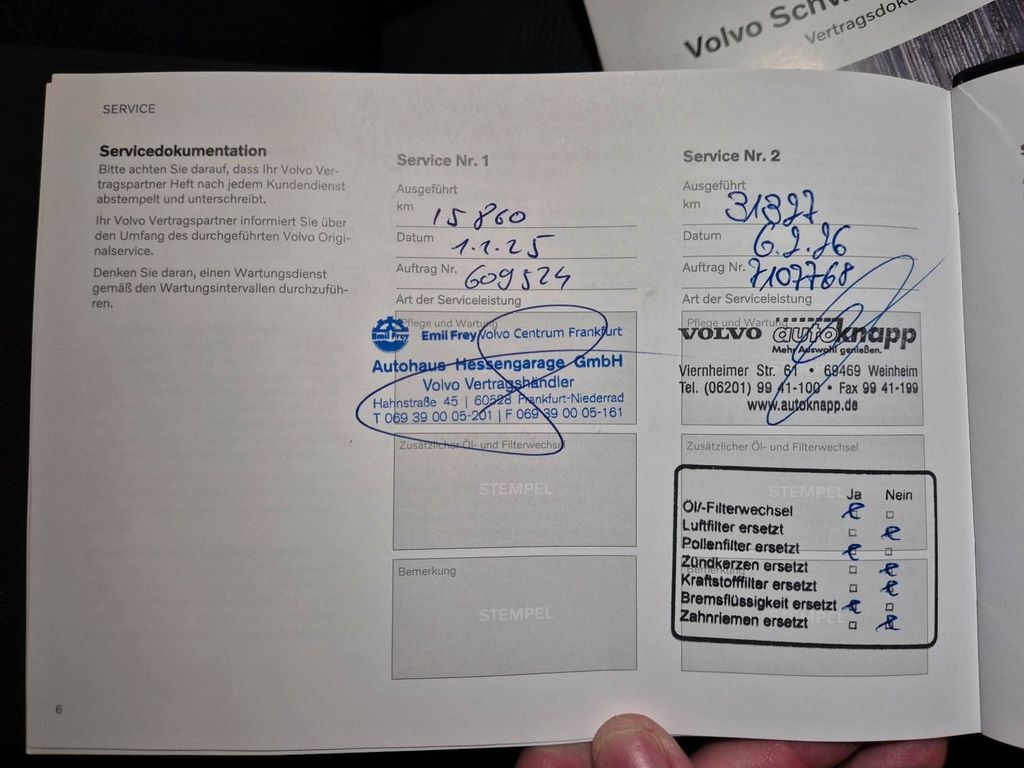 Volvo
Vertragsdok
SERVICE
Servicedokumentation
Bitte achten Sie darauf, dass Ihr Volvo Ver-
tragspartner Heft nach jedem Kundendienst
abstempelt und unterschreibt.
Ihr Volvo Vertragspartner informiert Sie über
den Umfang des durchgeführten Volvo Origi-
nalservice.
Denken Sie daran, einen Wartungsdienst
gemäß den Wartungsintervallen durchzufüh-
ren.
6
Service Nr. 1
Ausgeführt
km 15860
Datum 1.2.25
Auftrag Nr. 609524
Art der Serviceleistung
Pflege und Wartung
Emil Frey
Emil Frey Volvo Centrum Frankfurt
Autohaus Hessengarage GmbH
Volvo Vertragshändler
Hahnstraße 45 | 60528 Frankfurt-Niederrad
T 069 39 00 05-201 | F 069 39 00 05-161
Zusätzlicher Öl- und Filterwechsel
STEMPEL
Bemerkung
STEMPEL
Service Nr. 2
Ausgeführt
km 31327
Datum 6.2.26
Auftrag Nr. 7107768
Art der Serviceleistung
Pflege und Wartung
VOLVO autoknapp
Mehr Auswahl genießen.
Viernheimer Str. 61 • 69469 Weinheim
Tel. (06201) 99 41-100 • Fax 99 41-199
www.autoknapp.de
Zusätzlicher Öl- und Filterwechsel
STEMPEL
Ja Nein
Öl/-Filterwechsel
Luftfilter ersetzt
Pollenfilter ersetzt
Zündkerzen ersetzt
Bemerkung
Kraftstofffilter ersetzt
Bremsflüssigkeit ersetzt
Zahnriemen ersetzt